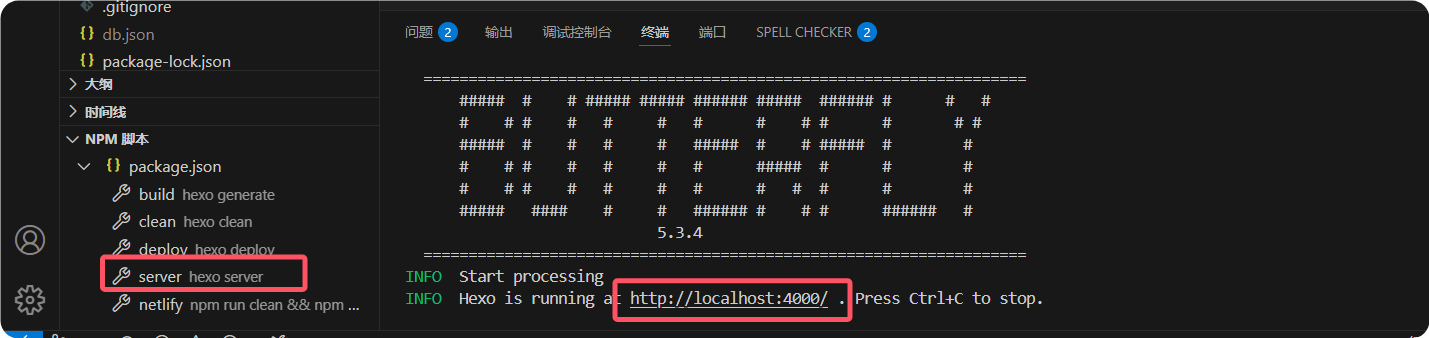 .gitignore
db.json
package-lock.json
大纲
时间线
NPM 脚本
package.json
build hexo generate
clean hexo clean
deploy hexo deploy
server hexo server
netlify npm run clean && npm ...
问题 2 输出 调试控制台 终端 端口 SPELL CHECKER 2
===================================================================
##### #    # ##### ##### ###### #####  ###### #      #   #
#    # #    #   #     #   #      #    # #      #       # #
#####  #    #   #     #   #####  #    # #####  #        #
#    # #    #   #     #   #      #####  #      #        #
#    # #    #   #     #   #      #   #  #      #        #
#####   ####    #     #   ###### #    # #      ######   #
5.3.4
===================================================================
INFO  Start processing
INFO  Hexo is running at http://localhost:4000/ . Press Ctrl+C to stop.